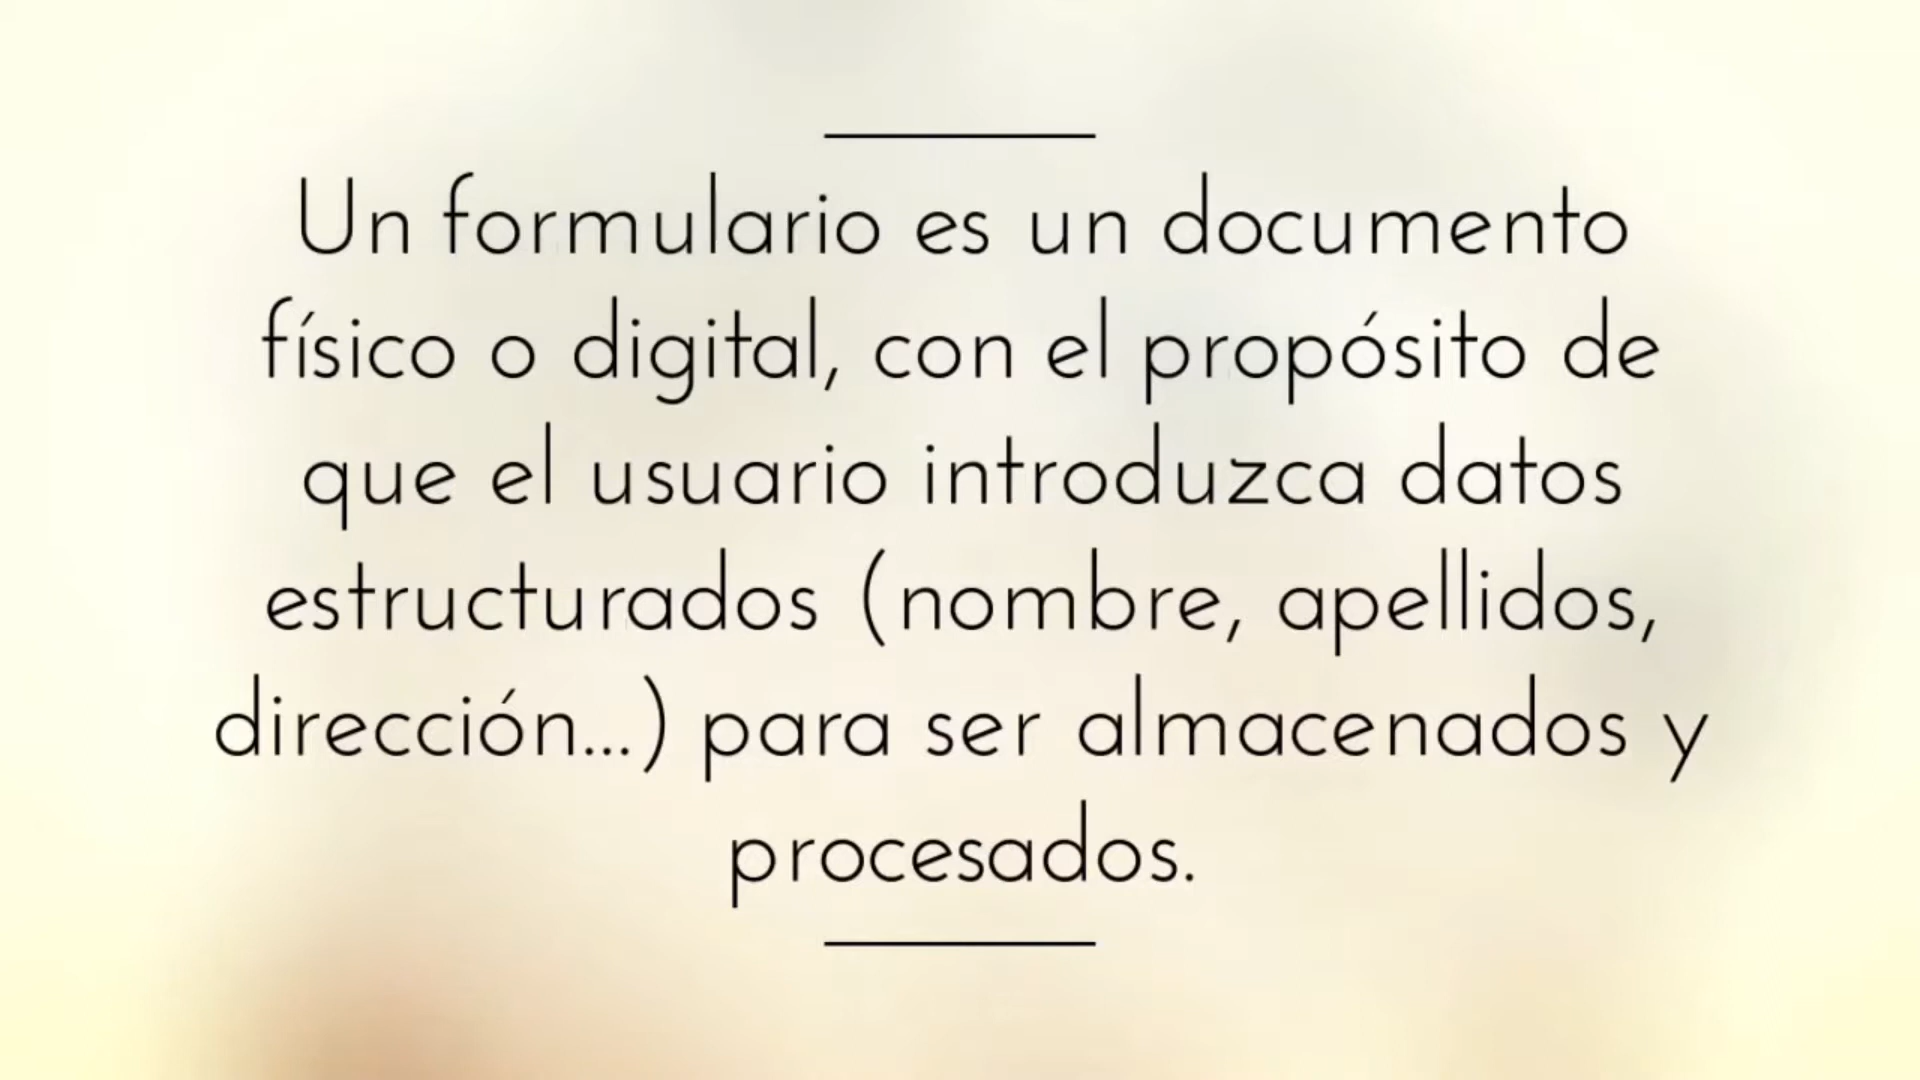 Un formulario es un documento
físico o digital, con el propósito de
que el usuario introduzca datos
estructurados (nombre, apellidos,
dirección...) para ser almacenados y
procesados.